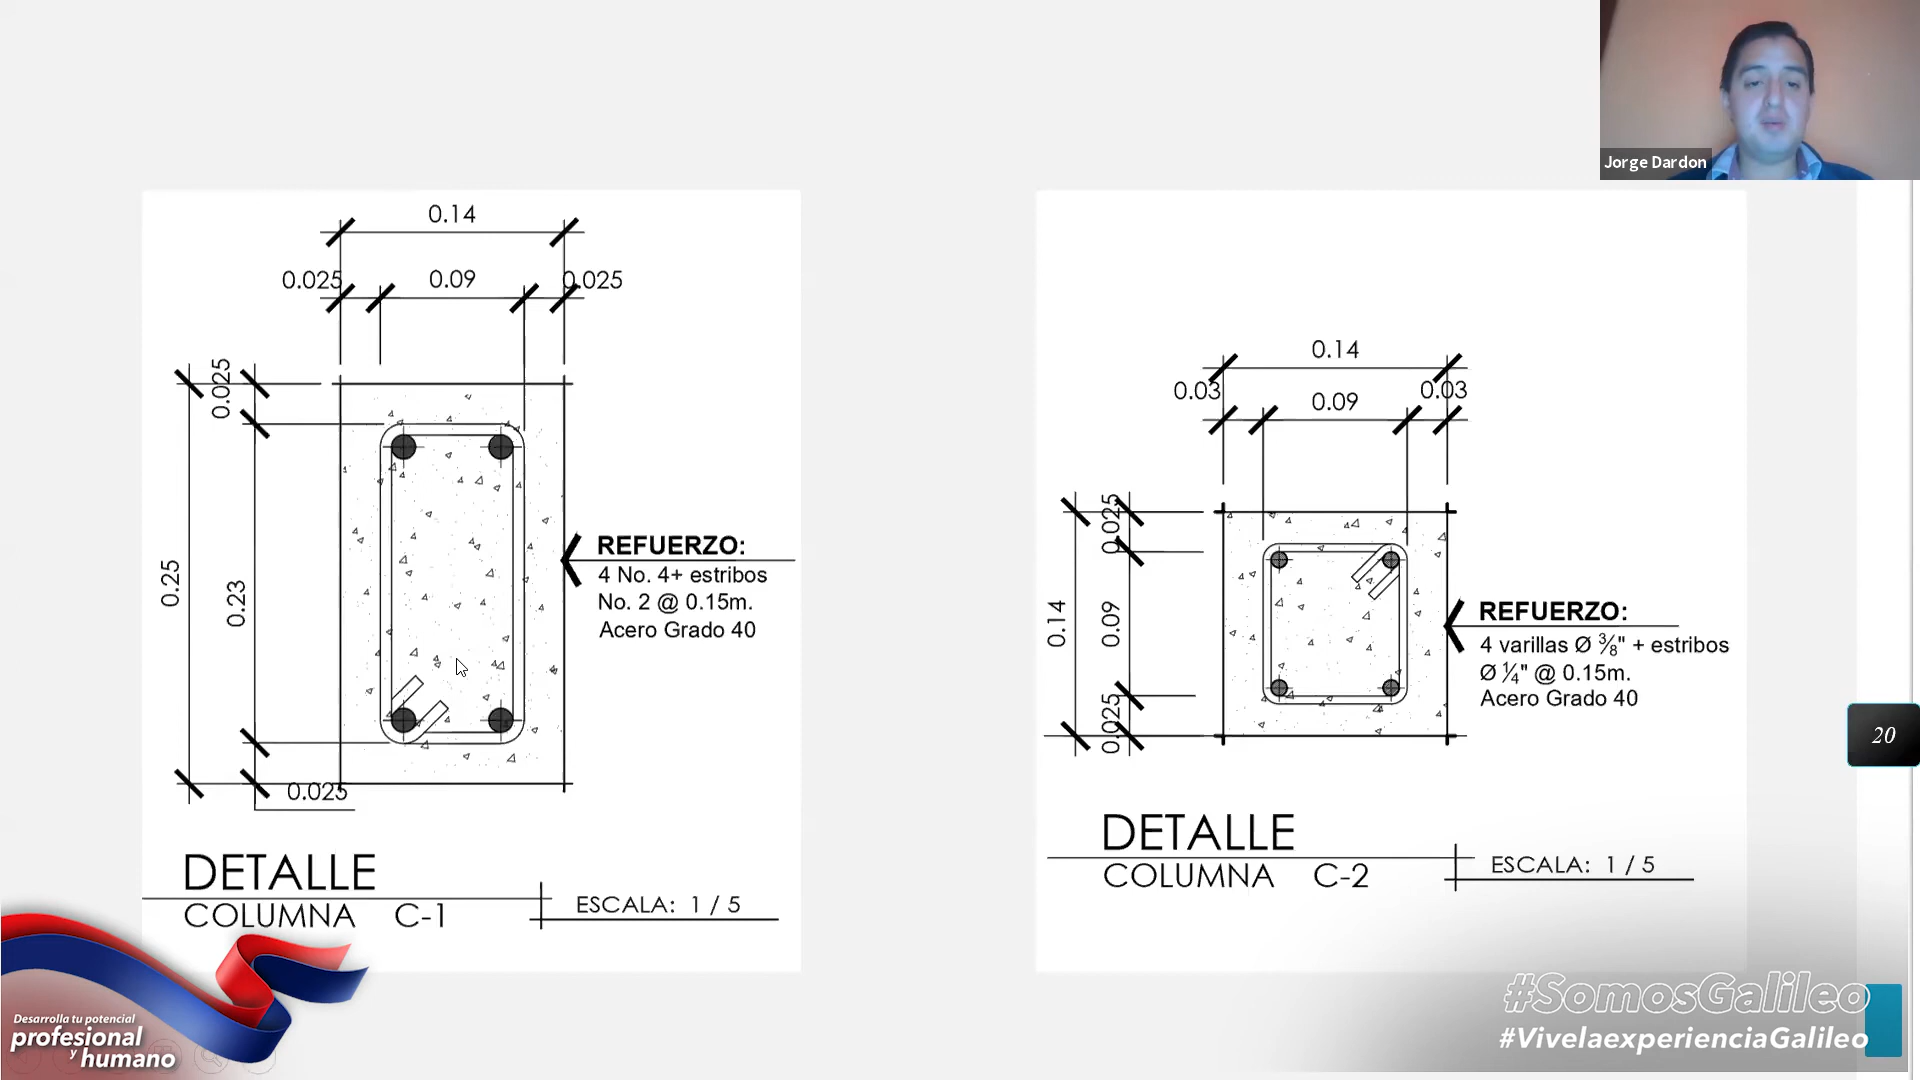 Jorge Dardon
0.14
0.025
0.09
0.025
0.025
0.25
0.23
0.025
REFUERZO:
4 No. 4+ estribos
No. 2 @ 0.15m.
Acero Grado 40
DETALLE
COLUMNA C-1
ESCALA: 1 / 5
0.14
0.03
0.09
0.03
0.025
0.14
0.09
0.025
REFUERZO:
4 varillas Ø ⅜" + estribos
Ø ¼" @ 0.15m.
Acero Grado 40
DETALLE
COLUMNA C-2
ESCALA: 1 / 5
20
Desarrolla tu potencial
profesional
y
humano
#SomosGalileo
#VivelaexperienciaGalileo